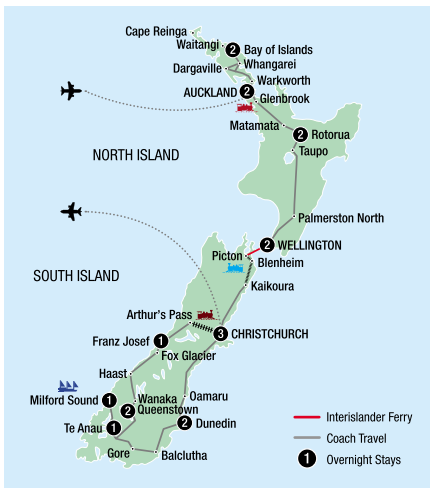 Cape Reinga
Waitangi
2
Bay of Islands
Whangarei
Dargaville
Warkworth
AUCKLAND
2
Glenbrook
Matamata
2
Rotorua
Taupo
NORTH ISLAND
Palmerston North
2
WELLINGTON
Picton
Blenheim
SOUTH ISLAND
Kaikoura
Arthur's Pass
3
CHRISTCHURCH
Franz Josef
1
Fox Glacier
Haast
Milford Sound
1
Wanaka
Oamaru
2
Queenstown
Te Anau
1
2
Dunedin
Gore
Balclutha
Interislander Ferry
Coach Travel
1
Overnight Stays